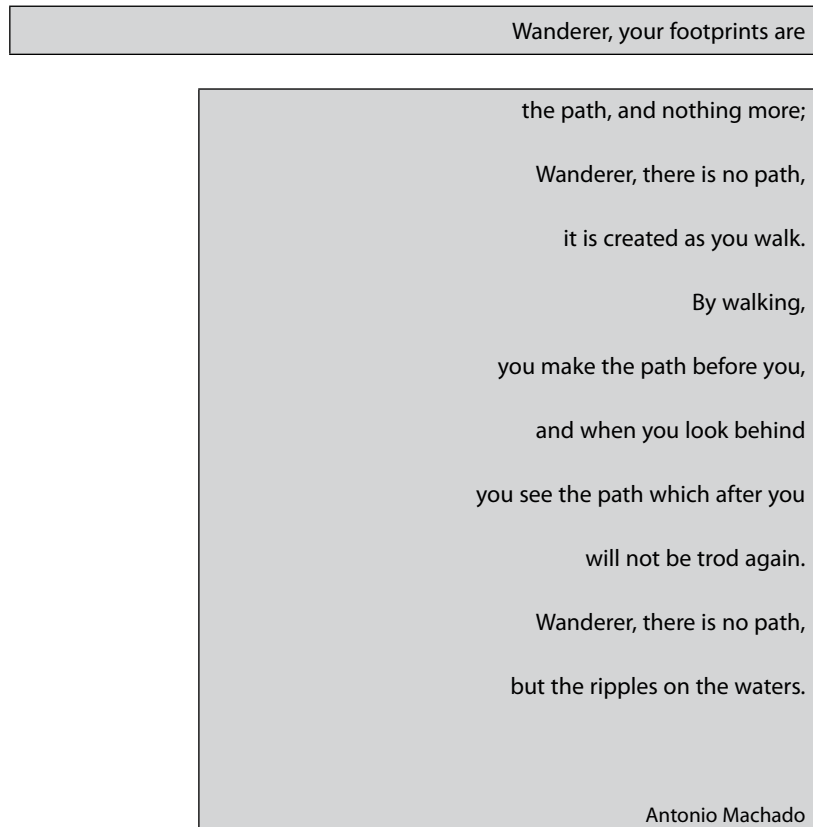 Wanderer, your footprints are
the path, and nothing more;
Wanderer, there is no path,
it is created as you walk.
By walking,
you make the path before you,
and when you look behind
you see the path which after you
will not be trod again.
Wanderer, there is no path,
but the ripples on the waters.
Antonio Machado